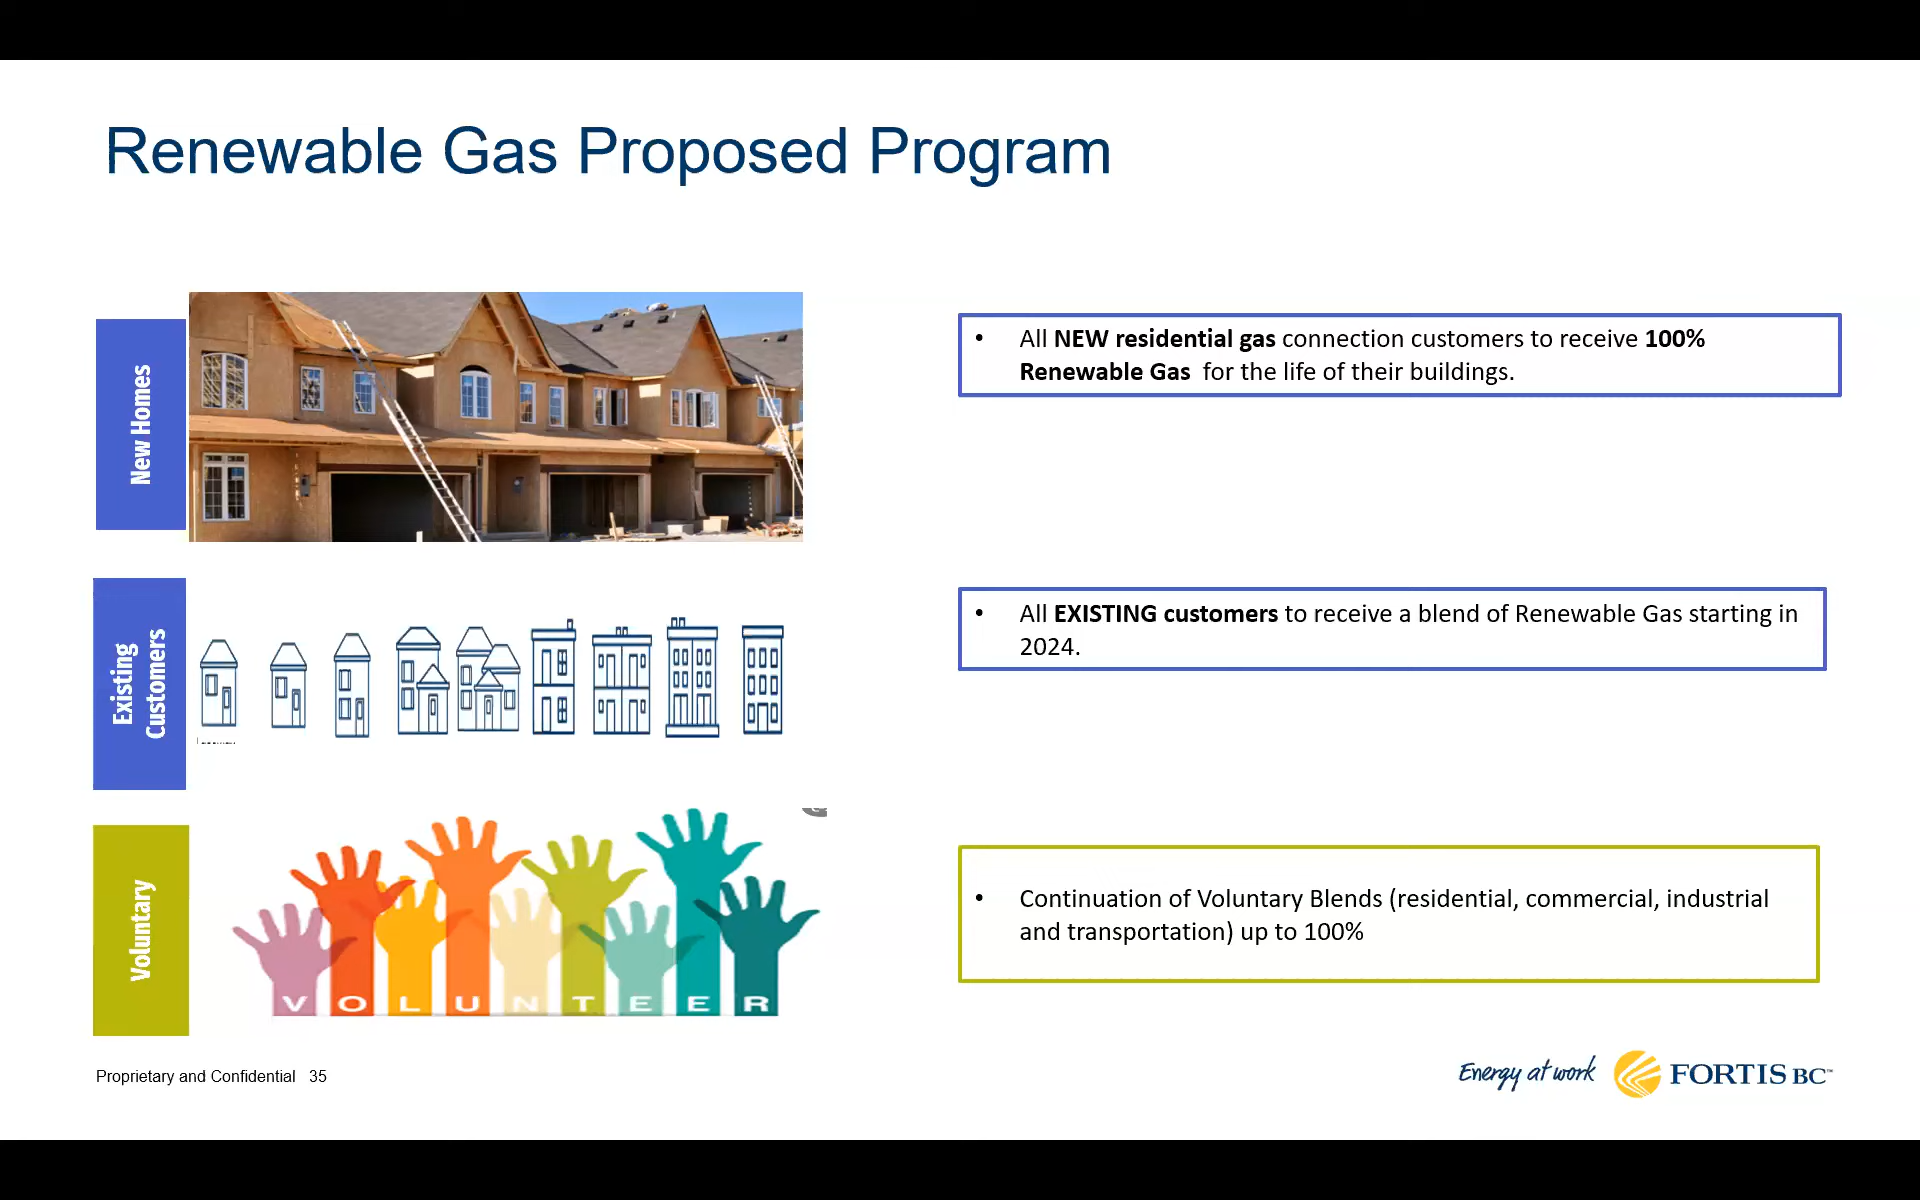 Renewable Gas Proposed Program
New Homes
• All NEW residential gas connection customers to receive 100%
Renewable Gas for the life of their buildings.
Existing
Customers
• All EXISTING customers to receive a blend of Renewable Gas starting in
2024.
Voluntary
VOLUNTEER
• Continuation of Voluntary Blends (residential, commercial, industrial
and transportation) up to 100%
Proprietary and Confidential 35
Energy at work
FORTIS BC™